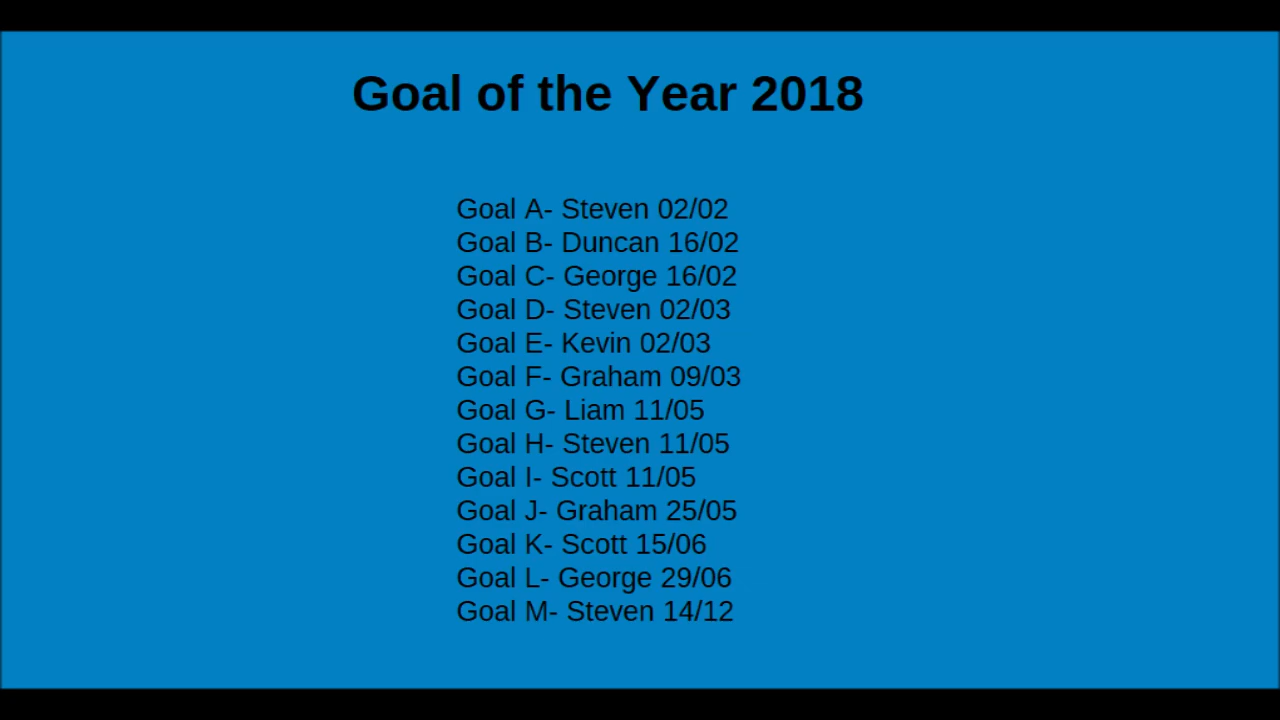 Goal of the Year 2018
Goal A- Steven 02/02
Goal B- Duncan 16/02
Goal C- George 16/02
Goal D- Steven 02/03
Goal E- Kevin 02/03
Goal F- Graham 09/03
Goal G- Liam 11/05
Goal H- Steven 11/05
Goal I- Scott 11/05
Goal J- Graham 25/05
Goal K- Scott 15/06
Goal L- George 29/06
Goal M- Steven 14/12